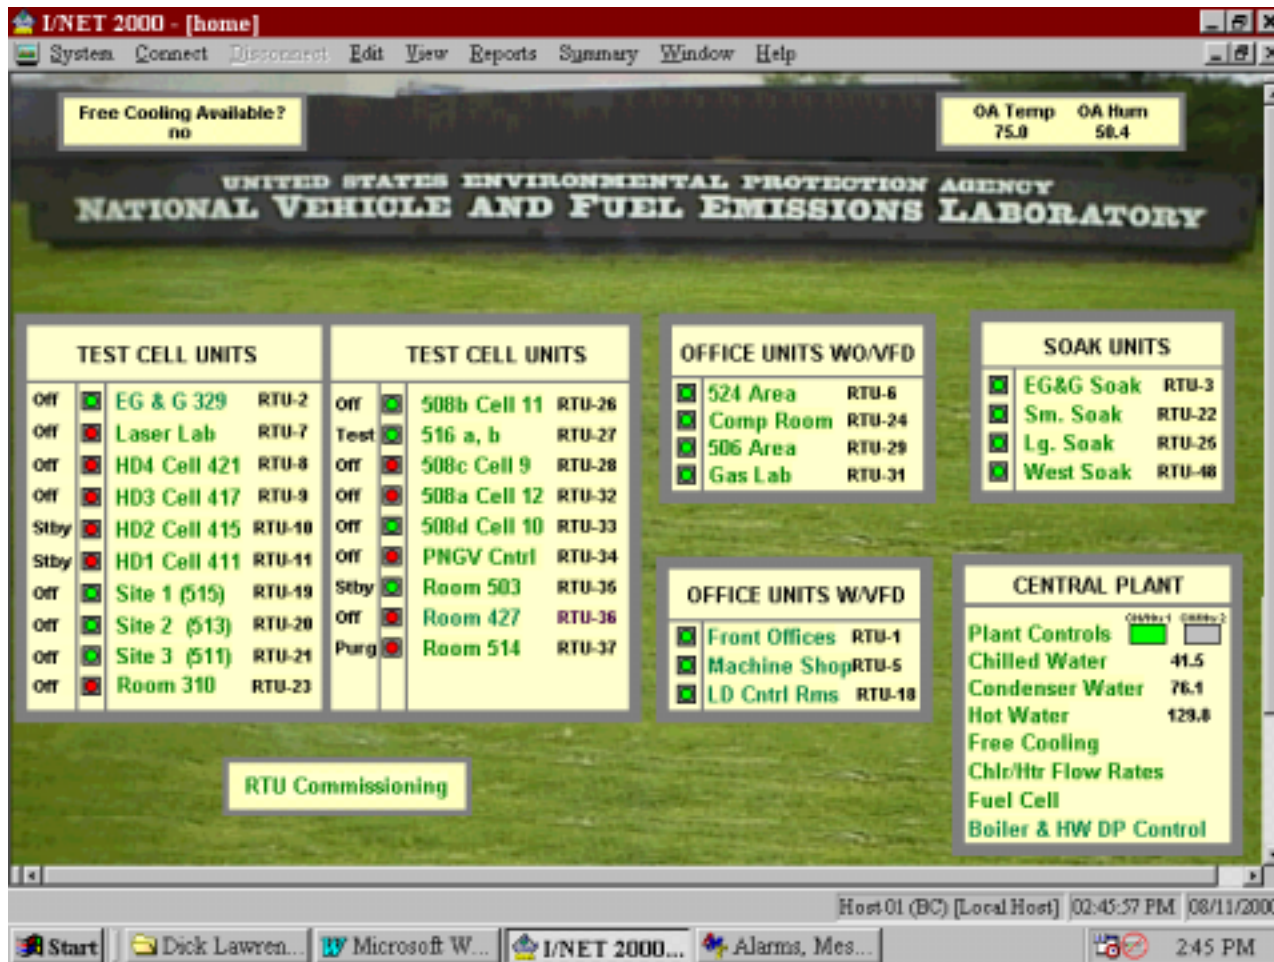 I/NET 2000 - [home]
System Connect Disconnect Edit View Reports Summary Window Help
Free Cooling Available?
no
OA Temp OA Hum
75.0 50.4
UNITED STATES ENVIRONMENTAL PROTECTION AGENCY
NATIONAL VEHICLE AND FUEL EMISSIONS LABORATORY
TEST CELL UNITS
Off EG & G 329 RTU-2
Off Laser Lab RTU-7
Off HD4 Cell 421 RTU-8
Off HD3 Cell 417 RTU-9
Stby HD2 Cell 415 RTU-10
Stby HD1 Cell 411 RTU-11
Off Site 1 (515) RTU-19
Off Site 2 (513) RTU-20
Off Site 3 (511) RTU-21
Off Room 310 RTU-23
TEST CELL UNITS
Off 508b Cell 11 RTU-26
Test 516 a, b RTU-27
Off 508c Cell 9 RTU-28
Off 508a Cell 12 RTU-32
Off 508d Cell 10 RTU-33
Off PNGV Cntrl RTU-34
Stby Room 503 RTU-35
Off Room 427 RTU-36
Purg Room 514 RTU-37
OFFICE UNITS WO/VFD
524 Area RTU-6
Comp Room RTU-24
506 Area RTU-29
Gas Lab RTU-31
SOAK UNITS
EG&G Soak RTU-3
Sm. Soak RTU-22
Lg. Soak RTU-25
West Soak RTU-48
OFFICE UNITS W/VFD
Front Offices RTU-1
Machine Shop RTU-5
LD Cntrl Rms RTU-18
CENTRAL PLANT
Plant Controls
Chilled Water 41.5
Condenser Water 76.1
Hot Water 129.8
Free Cooling
Chlr/Htr Flow Rates
Fuel Cell
Boiler & HW DP Control
RTU Commissioning
Host 01 (BC) [Local Host] 02:45:57 PM 08/11/2000
Start Dick Lawren... Microsoft W... I/NET 2000... Alarms, Mes... 2:45 PM